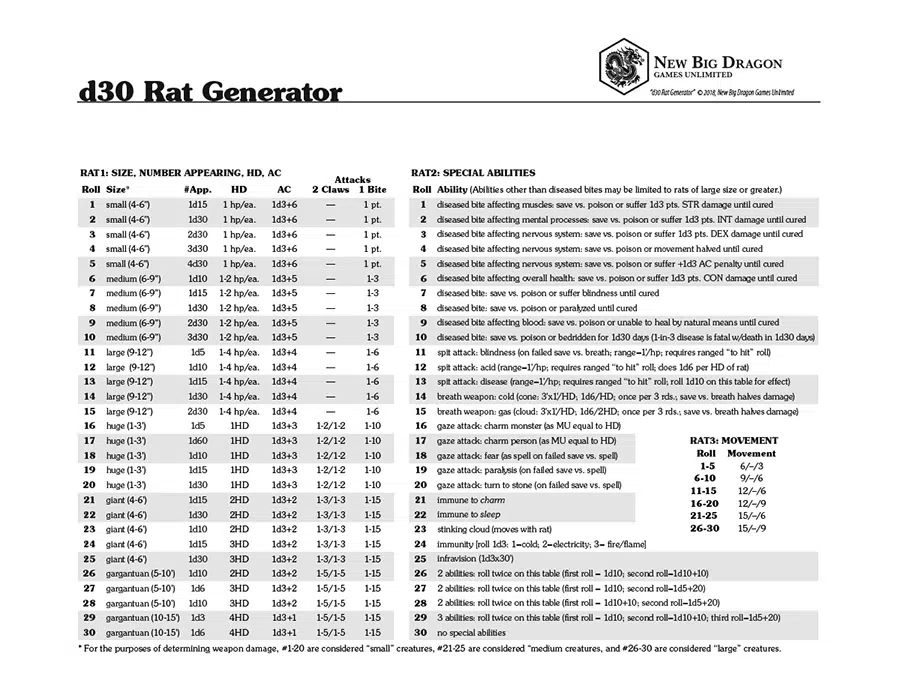 NEW BIG DRAGON
GAMES UNLIMITED
"d30 Rat Generator" © 2018, New Big Dragon Games Unlimited
d30 Rat Generator
RAT1: SIZE, NUMBER APPEARING, HD, AC
Attacks
Roll Size* #App. HD AC 2 Claws 1 Bite
1 small (4-6") 1d15 1 hp/ea. 1d3+6 — 1 pt.
2 small (4-6") 1d30 1 hp/ea. 1d3+6 — 1 pt.
3 small (4-6") 2d30 1 hp/ea. 1d3+6 — 1 pt.
4 small (4-6") 3d30 1 hp/ea. 1d3+6 — 1 pt.
5 small (4-6") 4d30 1 hp/ea. 1d3+6 — 1 pt.
6 medium (6-9") 1d10 1-2 hp/ea. 1d3+5 — 1-3
7 medium (6-9") 1d15 1-2 hp/ea. 1d3+5 — 1-3
8 medium (6-9") 1d30 1-2 hp/ea. 1d3+5 — 1-3
9 medium (6-9") 2d30 1-2 hp/ea. 1d3+5 — 1-3
10 medium (6-9") 3d30 1-2 hp/ea. 1d3+5 — 1-3
11 large (9-12") 1d5 1-4 hp/ea. 1d3+4 — 1-6
12 large (9-12") 1d10 1-4 hp/ea. 1d3+4 — 1-6
13 large (9-12") 1d15 1-4 hp/ea. 1d3+4 — 1-6
14 large (9-12") 1d30 1-4 hp/ea. 1d3+4 — 1-6
15 large (9-12") 2d30 1-4 hp/ea. 1d3+4 — 1-6
16 huge (1-3') 1d5 1HD 1d3+3 1-2/1-2 1-10
17 huge (1-3') 1d60 1HD 1d3+3 1-2/1-2 1-10
18 huge (1-3') 1d10 1HD 1d3+3 1-2/1-2 1-10
19 huge (1-3') 1d15 1HD 1d3+3 1-2/1-2 1-10
20 huge (1-3') 1d30 1HD 1d3+3 1-2/1-2 1-10
21 giant (4-6') 1d15 2HD 1d3+2 1-3/1-3 1-15
22 giant (4-6') 1d30 2HD 1d3+2 1-3/1-3 1-15
23 giant (4-6') 1d10 2HD 1d3+2 1-3/1-3 1-15
24 giant (4-6') 1d15 3HD 1d3+2 1-3/1-3 1-15
25 giant (4-6') 1d30 3HD 1d3+2 1-3/1-3 1-15
26 gargantuan (5-10') 1d10 2HD 1d3+2 1-5/1-5 1-15
27 gargantuan (5-10') 1d6 3HD 1d3+2 1-5/1-5 1-15
28 gargantuan (5-10') 1d10 3HD 1d3+2 1-5/1-5 1-15
29 gargantuan (10-15') 1d3 4HD 1d3+1 1-5/1-5 1-15
30 gargantuan (10-15') 1d6 4HD 1d3+1 1-5/1-5 1-15
RAT2: SPECIAL ABILITIES
Roll Ability (Abilities other than diseased bites may be limited to rats of large size or greater.)
1 diseased bite affecting muscles: save vs. poison or suffer 1d3 pts. STR damage until cured
2 diseased bite affecting mental processes: save vs. poison or suffer 1d3 pts. INT damage until cured
3 diseased bite affecting nervous system: save vs. poison or suffer 1d3 pts. DEX damage until cured
4 diseased bite affecting nervous system: save vs. poison or movement halved until cured
5 diseased bite affecting nervous system: save vs. poison or suffer +1d3 AC penalty until cured
6 diseased bite affecting overall health: save vs. poison or suffer 1d3 pts. CON damage until cured
7 diseased bite: save vs. poison or suffer blindness until cured
8 diseased bite: save vs. poison or paralyzed until cured
9 diseased bite affecting blood: save vs. poison or unable to heal by natural means until cured
10 diseased bite: save vs. poison or bedridden for 1d30 days (1-in-3 disease is fatal w/death in 1d30 days)
11 spit attack: blindness (on failed save vs. breath; range=1'/hp; requires ranged "to hit" roll)
12 spit attack: acid (range=1'/hp; requires ranged "to hit" roll; does 1d6 per HD of rat)
13 spit attack: disease (range=1'/hp; requires ranged "to hit" roll; roll 1d10 on this table for effect)
14 breath weapon: cold (cone: 3'x1'/HD; 1d6/HD; once per 3 rds.; save vs. breath halves damage)
15 breath weapon: gas (cloud: 3'x1'/HD; 1d6/2HD; once per 3 rds.; save vs. breath halves damage)
16 gaze attack: charm monster (as MU equal to HD)
17 gaze attack: charm person (as MU equal to HD)
18 gaze attack: fear (as spell on failed save vs. spell)
19 gaze attack: paralysis (on failed save vs. spell)
20 gaze attack: turn to stone (on failed save vs. spell)
21 immune to charm
22 immune to sleep
23 stinking cloud (moves with rat)
24 immunity [roll 1d3: 1=cold; 2=electricity; 3= fire/flame]
25 infravision (1d3x30')
26 2 abilities: roll twice on this table (first roll = 1d10; second roll=1d10+10)
27 2 abilities: roll twice on this table (first roll = 1d10; second roll=1d5+20)
28 2 abilities: roll twice on this table (first roll = 1d10+10; second roll=1d5+20)
29 3 abilities: roll twice on this table (first roll = 1d10; second roll=1d10+10; third roll=1d5+20)
30 no special abilities
RAT3: MOVEMENT
Roll Movement
1-5 6/–/3
6-10 9/–/6
11-15 12/–/6
16-20 12/–/9
21-25 15/–/6
26-30 15/–/9
* For the purposes of determining weapon damage, #1-20 are considered "small" creatures, #21-25 are considered "medium creatures, and #26-30 are considered "large" creatures.